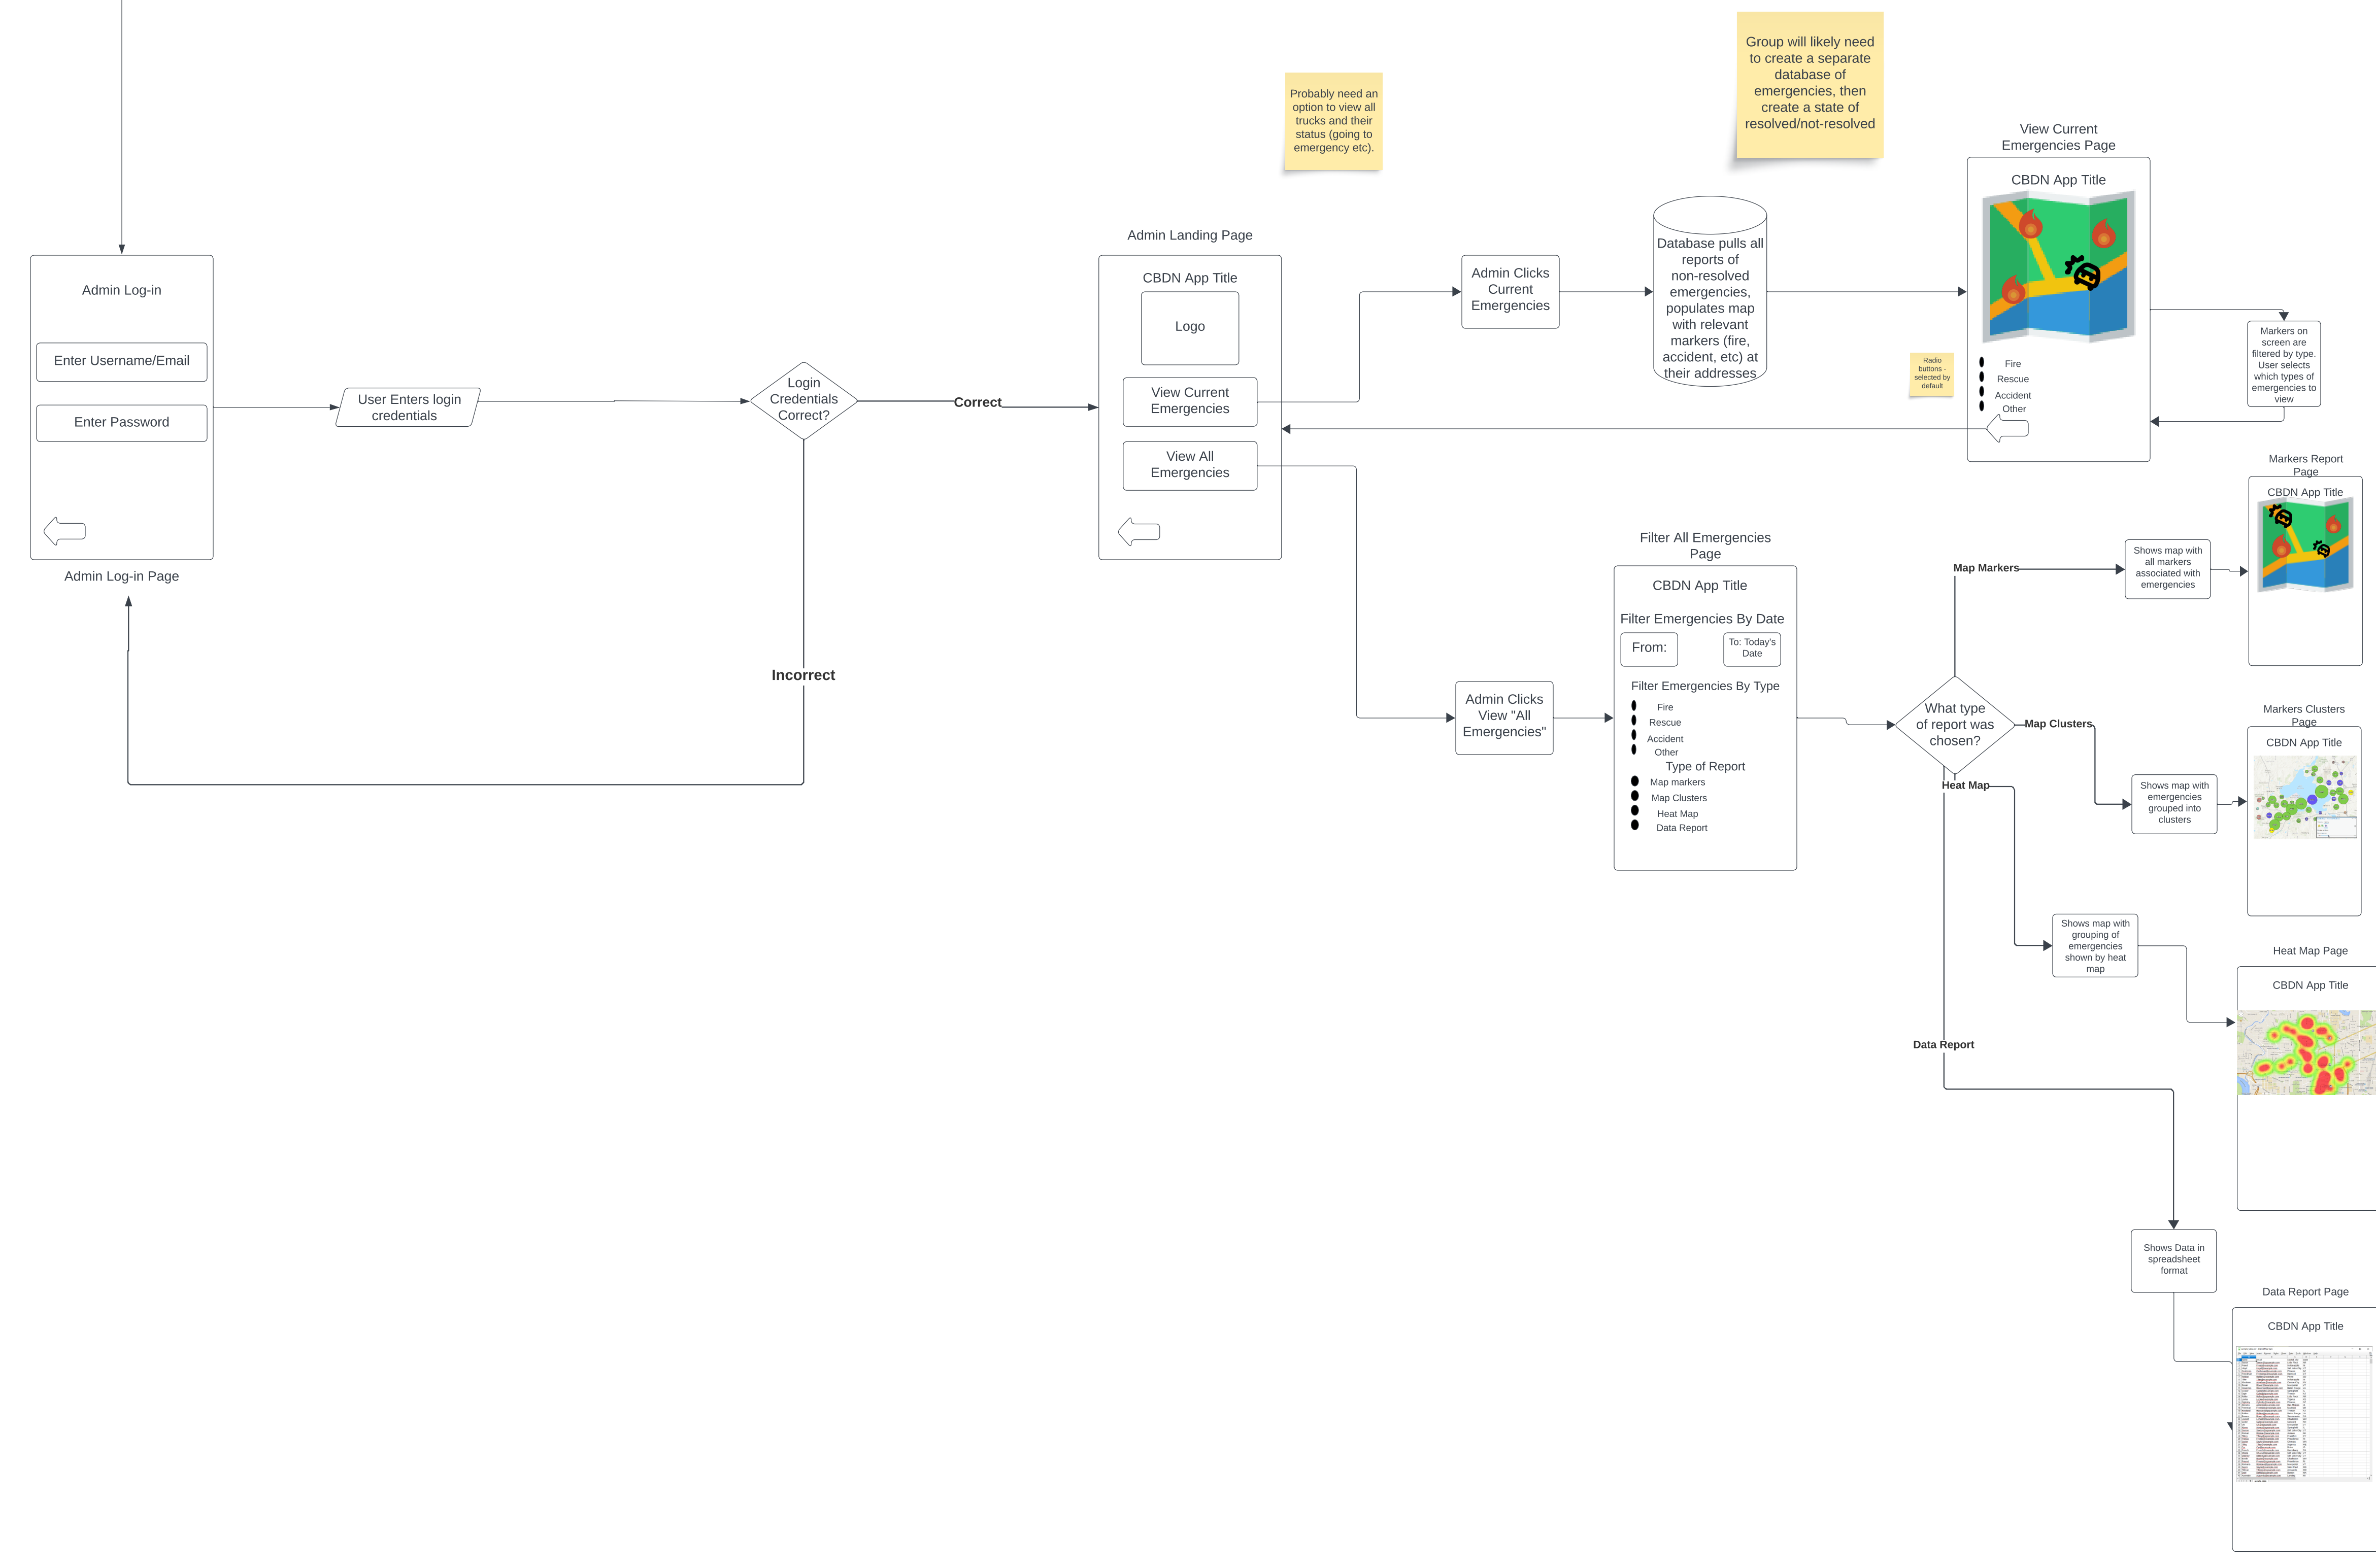 Admin Log-in
Enter Username/Email
Enter Password
Admin Log-in Page
User Enters login
credentials
Login
Credentials
Correct?
Correct
Incorrect
Admin Landing Page
CBDN App Title
Logo
View Current
Emergencies
View All
Emergencies
Probably need an
option to view all
trucks and their
status (going to
emergency etc).
Admin Clicks
Current
Emergencies
Group will likely need
to create a separate
database of
emergencies, then
create a state of
resolved/not-resolved
Database pulls all
reports of
non-resolved
emergencies,
populates map
with relevant
markers (fire,
accident, etc) at
their addresses
View Current
Emergencies Page
CBDN App Title
Radio
buttons -
selected by
default
Fire
Rescue
Accident
Other
Markers on
screen are
filtered by type.
User selects
which types of
emergencies to
view
Admin Clicks
View "All
Emergencies"
Filter All Emergencies
Page
CBDN App Title
Filter Emergencies By Date
From:
To: Today's
Date
Filter Emergencies By Type
Fire
Rescue
Accident
Other
Type of Report
Map markers
Map Clusters
Heat Map
Data Report
What type
of report was
chosen?
Map Markers
Shows map with
all markers
associated with
emergencies
Markers Report
Page
CBDN App Title
Map Clusters
Shows map with
emergencies
grouped into
clusters
Markers Clusters
Page
CBDN App Title
Heat Map
Shows map with
grouping of
emergencies
shown by heat
map
Heat Map Page
CBDN App Title
Data Report
Shows Data in
spreadsheet
format
Data Report Page
CBDN App Title